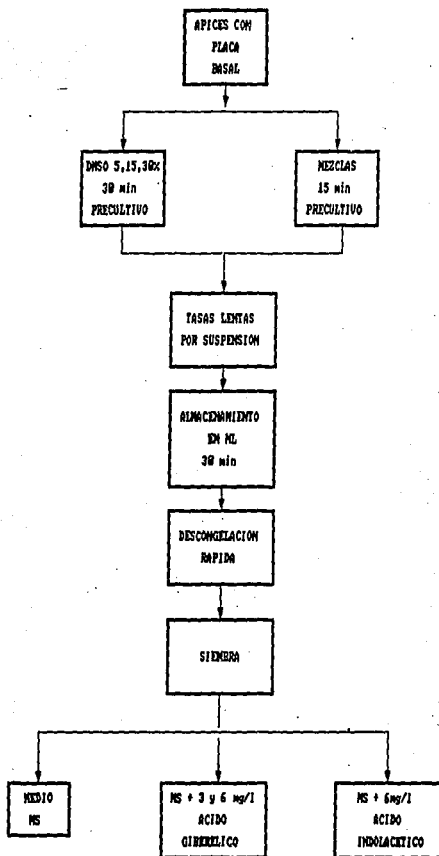 APICES CON
PLACA
BASAL
DMSO 5,15,30%
30 min
PRECULTIVO
MEZCLAS
15 min
PRECULTIVO
TASAS LENTAS
POR SUSPENSION
ALMACENAMIENTO
EN NL
30 min
DESCONGELACION
RAPIDA
SIEMBRA
MEDIO
MS
MS + 3 y 6 mg/l
ACIDO
GIBERELICO
MS + 6mg/l
ACIDO
INDOLACETICO